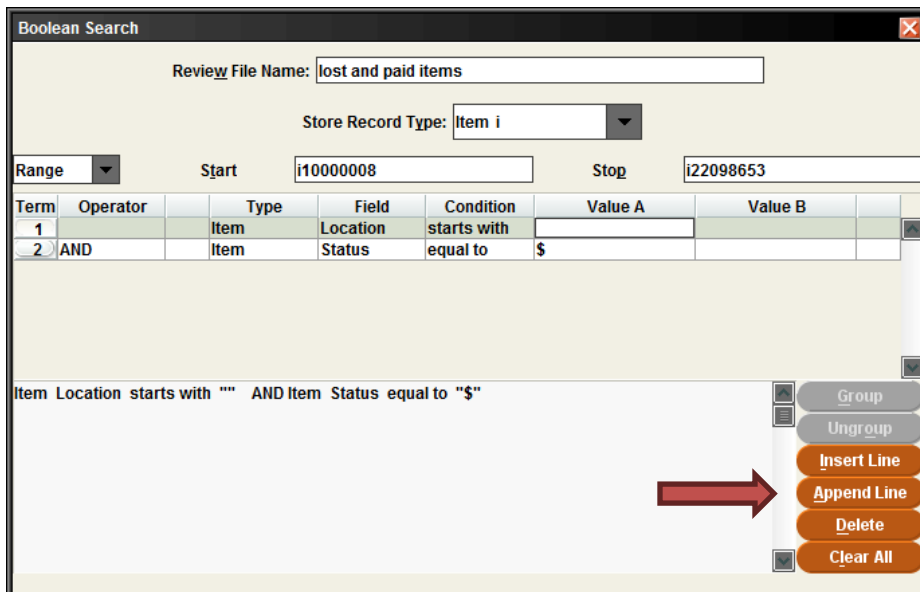 Boolean Search
Review File Name: lost and paid items
Store Record Type: Item i
Range Start i10000008 Stop i22098653
Term Operator Type Field Condition Value A Value B
1 Item Location starts with
2 AND Item Status equal to $
Item Location starts with "" AND Item Status equal to "$"
Group
Ungroup
Insert Line
Append Line
Delete
Clear All